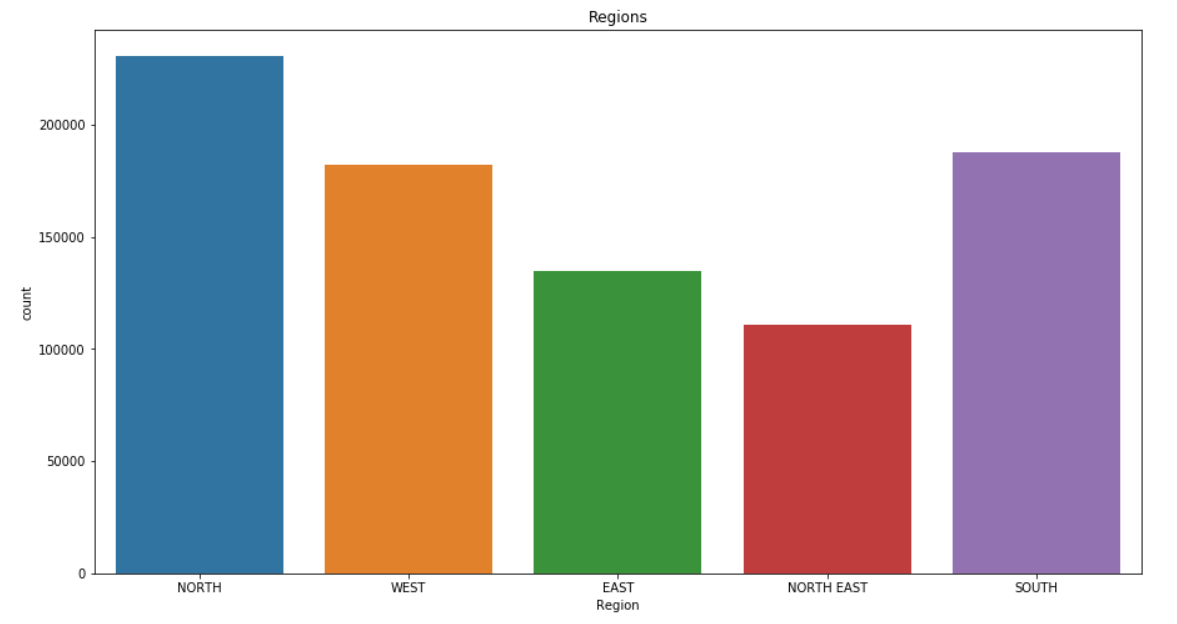 Regions
200000
150000
100000
50000
0
count
NORTH WEST EAST NORTH EAST SOUTH
Region